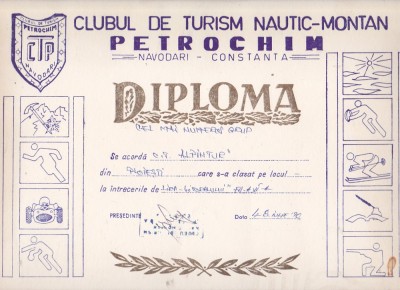 CLUBUL DE TURISM NAUTIC-MONTAN
PETROCHIM
NAVODARI - CONSTANTA
CLUBUL DE TURISM
PETROCHIM
CTP
NAVODARI
DIPLOMA
CEL MAI NUMEROS GRUP
Se acordă
din PLOIEȘTI care s-a clasat pe locul
la întrecerile de
PREȘEDINTE
Data